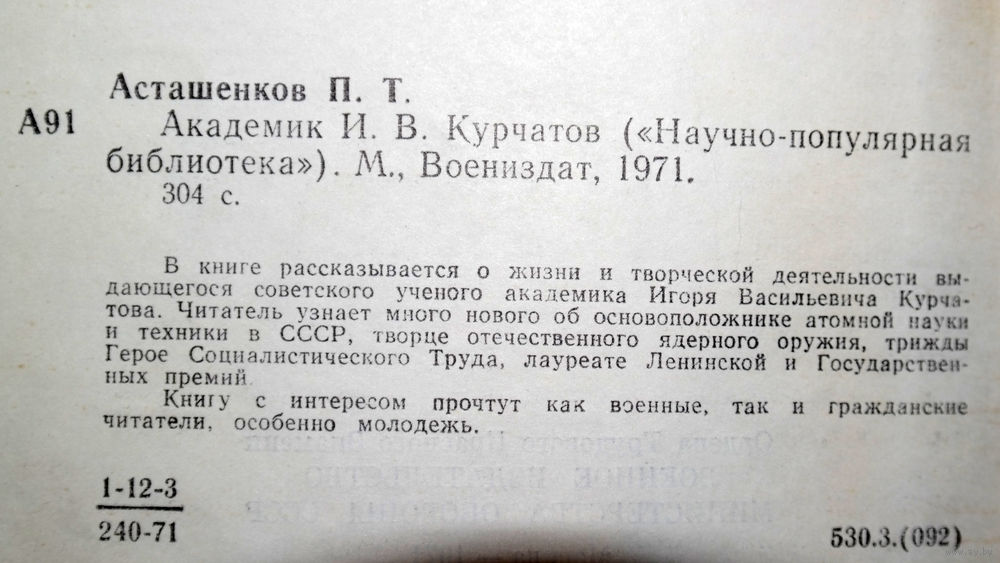 Асташенков П. Т.
А91 Академик И. В. Курчатов («Научно-популярная
библиотека»). М., Воениздат, 1971.
304 с.
В книге рассказывается о жизни и творческой деятельности вы-
дающегося советского ученого академика Игоря Васильевича Курча-
това. Читатель узнает много нового об основоположнике атомной науки
и техники в СССР, творце отечественного ядерного оружия, трижды
Герое Социалистического Труда, лауреате Ленинской и Государствен-
ных премий.
Книгу с интересом прочтут как военные, так и гражданские
читатели, особенно молодежь.
1-12-3
240-71
530.3.(092)